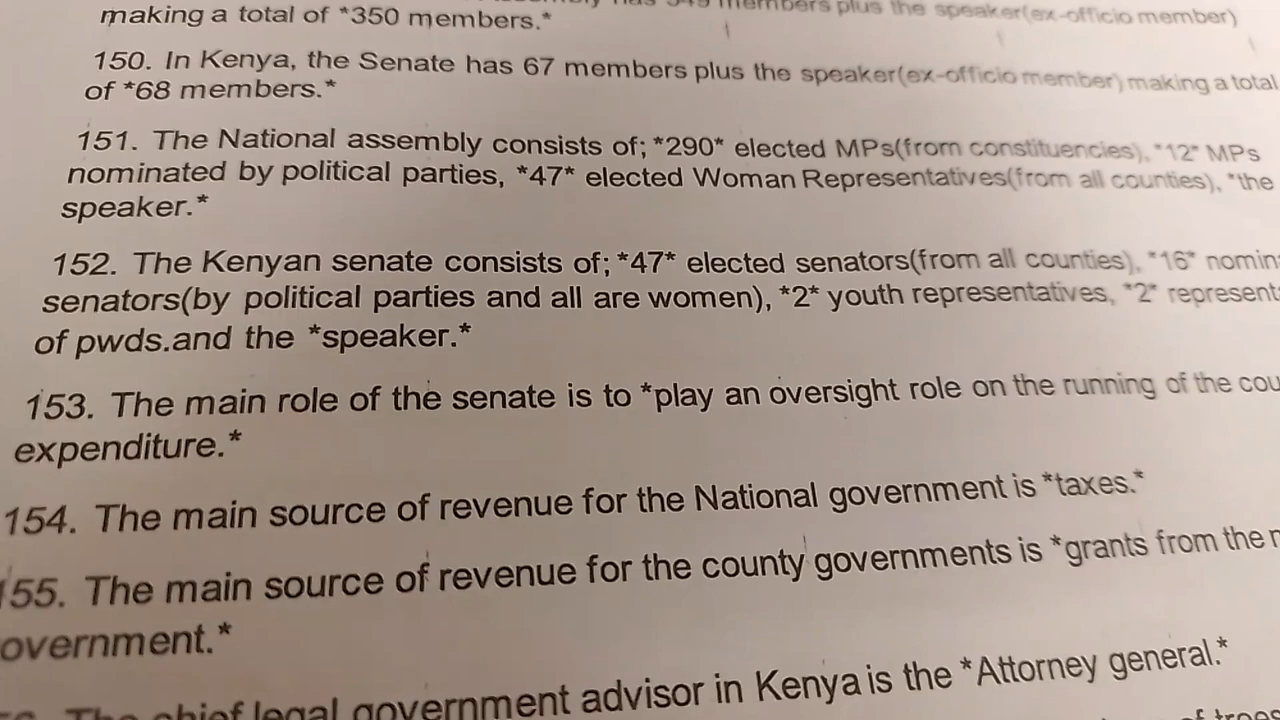 members plus the speaker(ex-officio member)
making a total of *350 members.*
150. In Kenya, the Senate has 67 members plus the speaker(ex-officio member) making a total
of *68 members.*
151. The National assembly consists of; *290* elected MPs(from constituencies), *12* MPs
nominated by political parties, *47* elected Woman Representatives(from all counties), *the
speaker.*
152. The Kenyan senate consists of; *47* elected senators(from all counties), *16* nomin
senators(by political parties and all are women), *2* youth representatives, *2* represent
of pwds.and the *speaker.*
153. The main role of the senate is to *play an oversight role on the running of the cou
expenditure.*
154. The main source of revenue for the National government is *taxes.*
155. The main source of revenue for the county governments is *grants from the n
overnment.*
The chief legal government advisor in Kenya is the *Attorney general.*